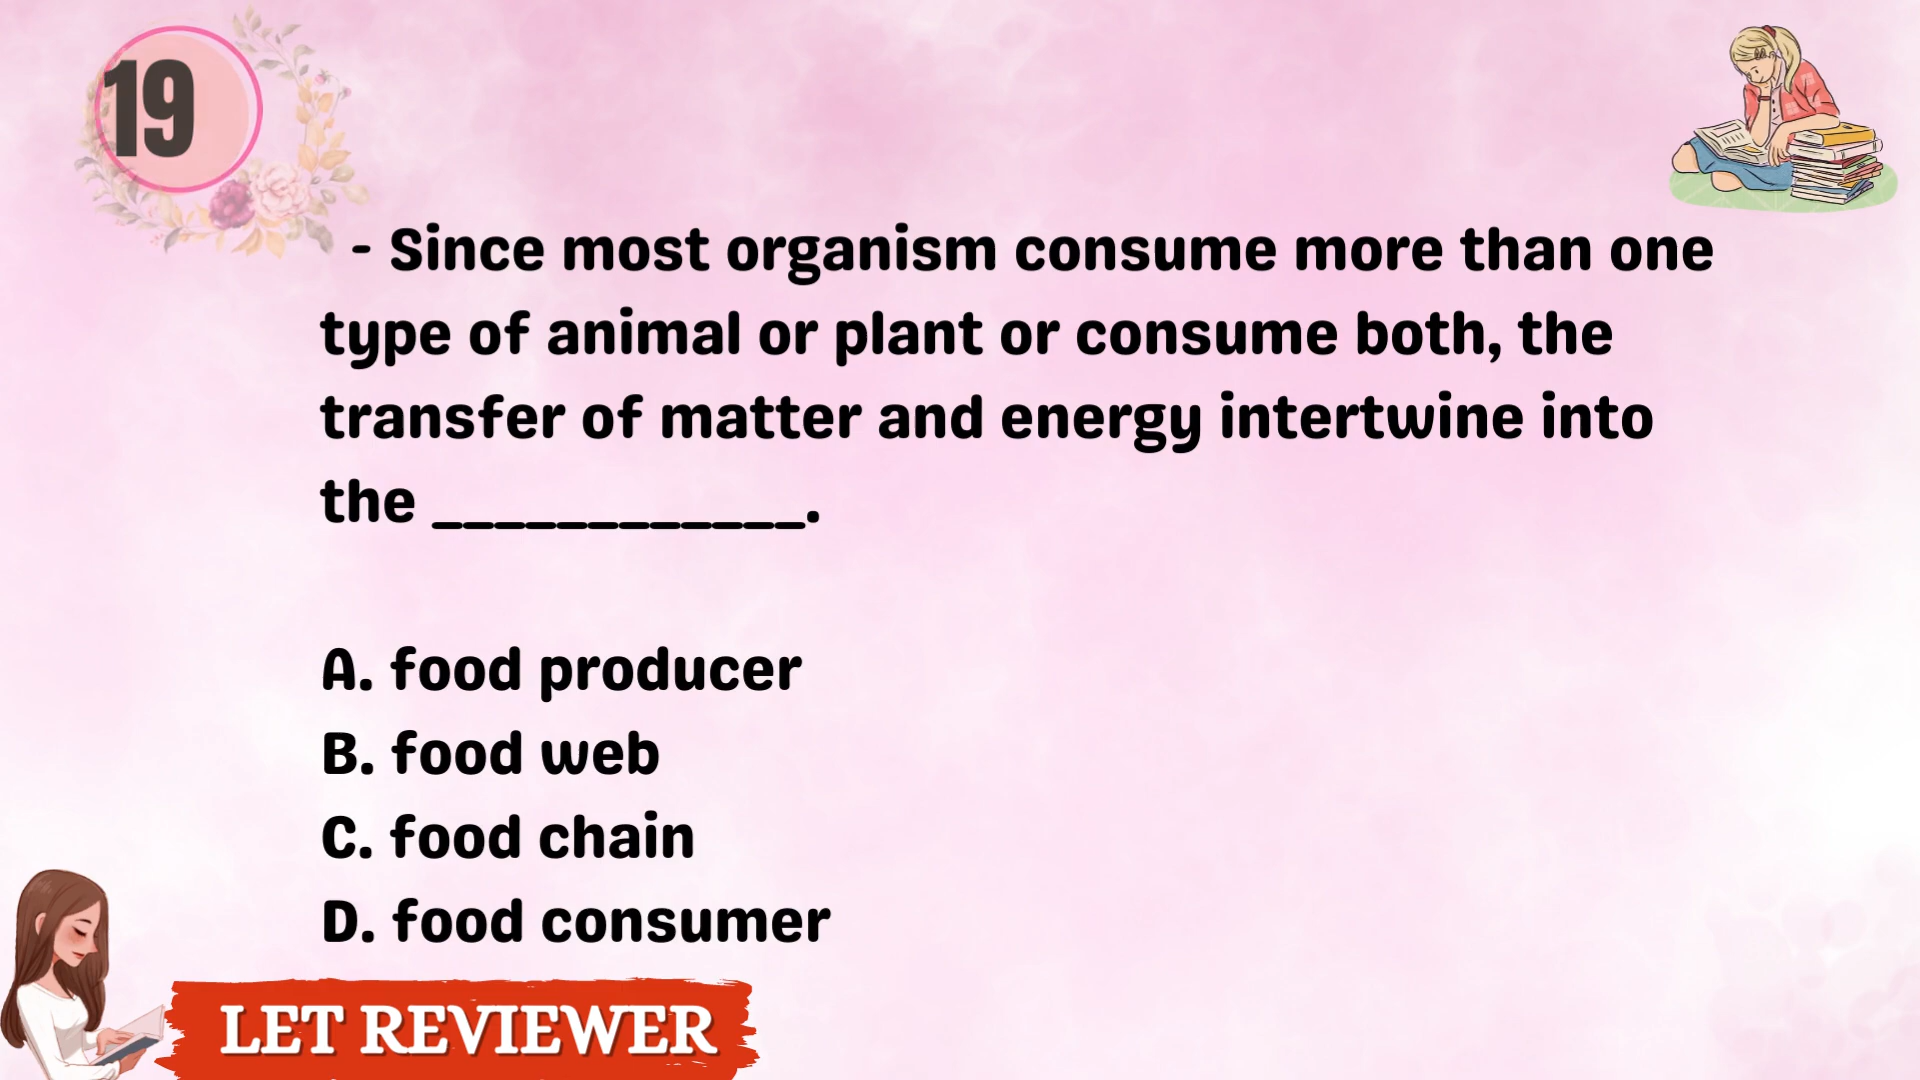 19
- Since most organism consume more than one
type of animal or plant or consume both, the
transfer of matter and energy intertwine into
the ____________.
A. food producer
B. food web
C. food chain
D. food consumer
LET REVIEWER